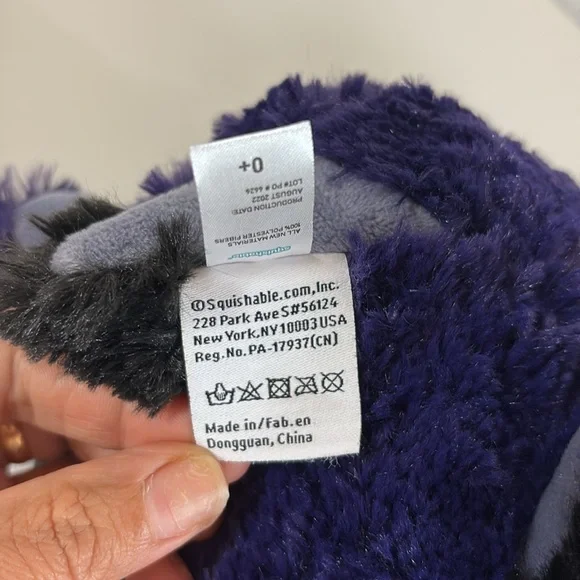 squishable
ALL NEW MATERIALS
100% POLYESTER FIBERS
PRODUCTION DATE:
AUGUST 2022
LOT# PO # 6626
0+
©Squishable.com,Inc.
228 Park Ave S#56124
New York,NY 10003 USA
Reg.No.PA-17937(CN)
Made in/Fab.en
Dongguan, China